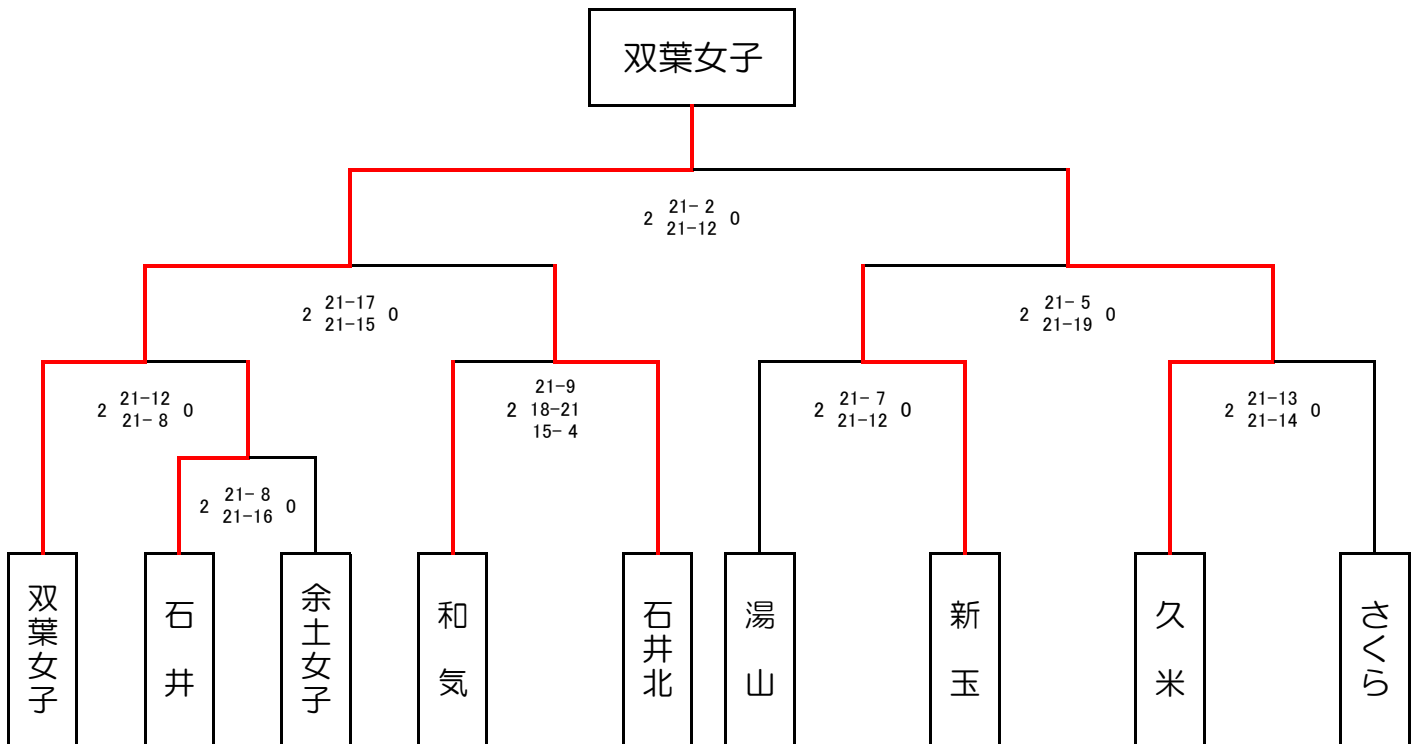 双葉女子
2 21- 2 0
21-12
2 21-17 0
21-15
2 21- 5 0
21-19
2 21-12 0
21- 8
21-9
2 18-21
15- 4
2 21- 7 0
21-12
2 21-13 0
21-14
2 21- 8 0
21-16
双葉女子
石井
余土女子
和気
石井北
湯山
新玉
久米
さくら